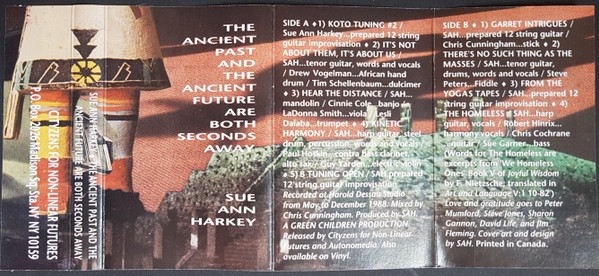 CITYZENS FOR NON-LINEAR FUTURES
P.O. Box 2026 Madison Sq. Sta. NY NY 10159
SUE ANN HARKEY ♦ THE ANCIENT PAST AND THE
ANCIENT FUTURE ARE BOTH SECONDS AWAY
THE
ANCIENT
PAST
AND
THE
ANCIENT
FUTURE
ARE
BOTH
SECONDS
AWAY
SUE
ANN
HARKEY
SIDE A ♦ 1) KOTO TUNING #2 /
Sue Ann Harkey...prepared 12 string
guitar improvisation ♦ 2) IT'S NOT
ABOUT THEM, IT'S ABOUT US /
SAH...tenor guitar, words and vocals
/ Drew Vogelman...African hand
drum / Tim Schellenbaum...dulcimer
♦ 3) HEAR THE DISTANCE / SAH...
mandolin / Cinnie Cole...banjo /
LaDonna Smith...viola / Lesli
Dalaba...trumpet ♦ 4) KINETIC
HARMONY / SAH...harp guitar, steel
drum, percussion, words and vocals /
Paul Hoskin...contra bass clarinet,
alto sax / Guy Yarden...electric violin
♦ 5) B TUNING OPEN / SAH prepared
12 string guitar improvisation
Recorded at Harold Dessau Studio
from May to December 1988. Mixed by
Chris Cunningham. Produced by SAH.
A GREEN CHILDREN PRODUCTION.
Released by Cityzens for Non-Linear
Futures and Autonomedia. Also
available on Vinyl.
SIDE B ♦ 1) GARRET INTRIGUES /
SAH...prepared 12 string guitar /
Chris Cunningham...stick ♦ 2)
THERE'S NO SUCH THING AS
THE MASSES / SAH...tenor guitar,
drums, words and vocals / Steve
Peters...Fiddle ♦ 3) FROM THE
YOGAS TAPES / SAH...prepared 12
string guitar improvisation ♦ 4)
THE HOMELESS ♦ SAH...harp
guitar, vocals / Robert Hinrix...
harmony vocals / Chris Cochrane
...guitar / Sue Garner...bass
(Words for The Homeless are
excerpts from 'We Homeless
Ones' Book V of Joyful Wisdom
by F. Nietzsche; translated in
Art and Language V:1 10-82)
Love and gratitude goes to Peter
Mumford, Steve Jones, Sharon
Gannon, David Life, and Jim
Fleming. Cover art and design
by SAH. Printed in Canada.